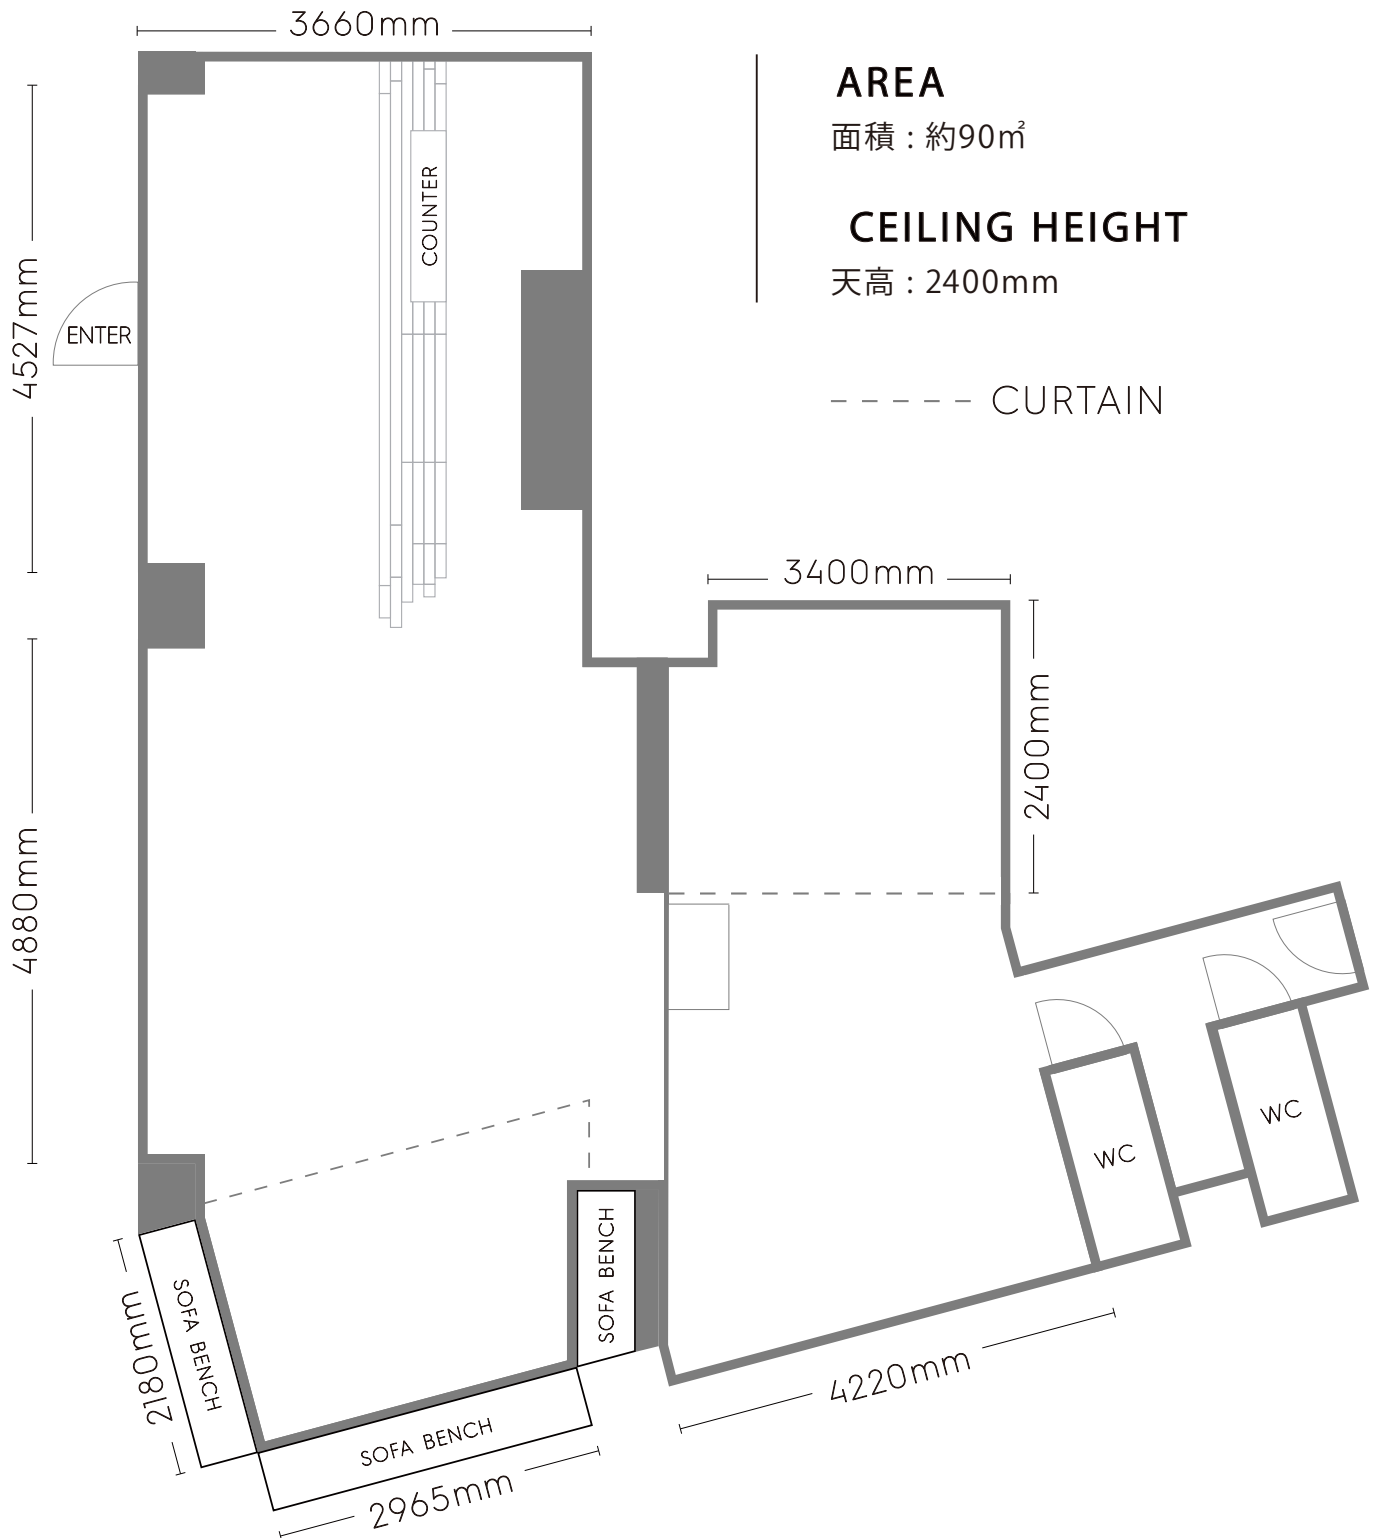 3660mm
AREA
面積：約90㎡
COUNTER
CEILING HEIGHT
天高：2400mm
4527mm
ENTER
CURTAIN
3400mm
2400mm
4880mm
WC
WC
SOFA BENCH
SOFA BENCH
2180mm
4220mm
SOFA BENCH
2965mm